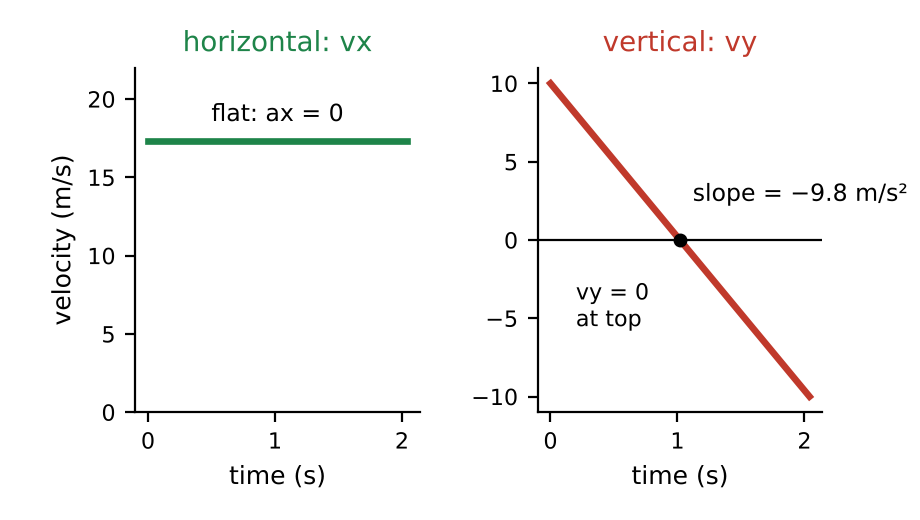 horizontal: vx
velocity (m/s)
20
15
10
5
0
flat: ax = 0
0 1 2
time (s)
vertical: vy
10
5
0
−5
−10
slope = −9.8 m/s²
vy = 0
at top
0 1 2
time (s)